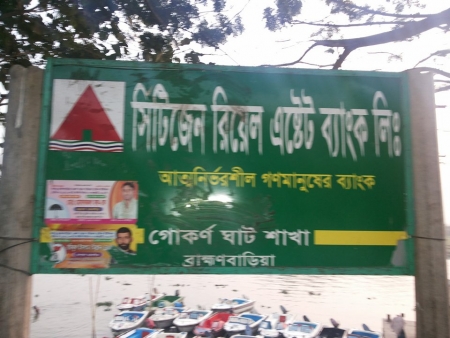 সিটিজেন রিয়েল এষ্টেট ব্যাংক লিঃ
আত্মনির্ভরশীল গণমানুষের ব্যাংক
গোকর্ণ ঘাট শাখা
ব্রাহ্মণবাড়িয়া